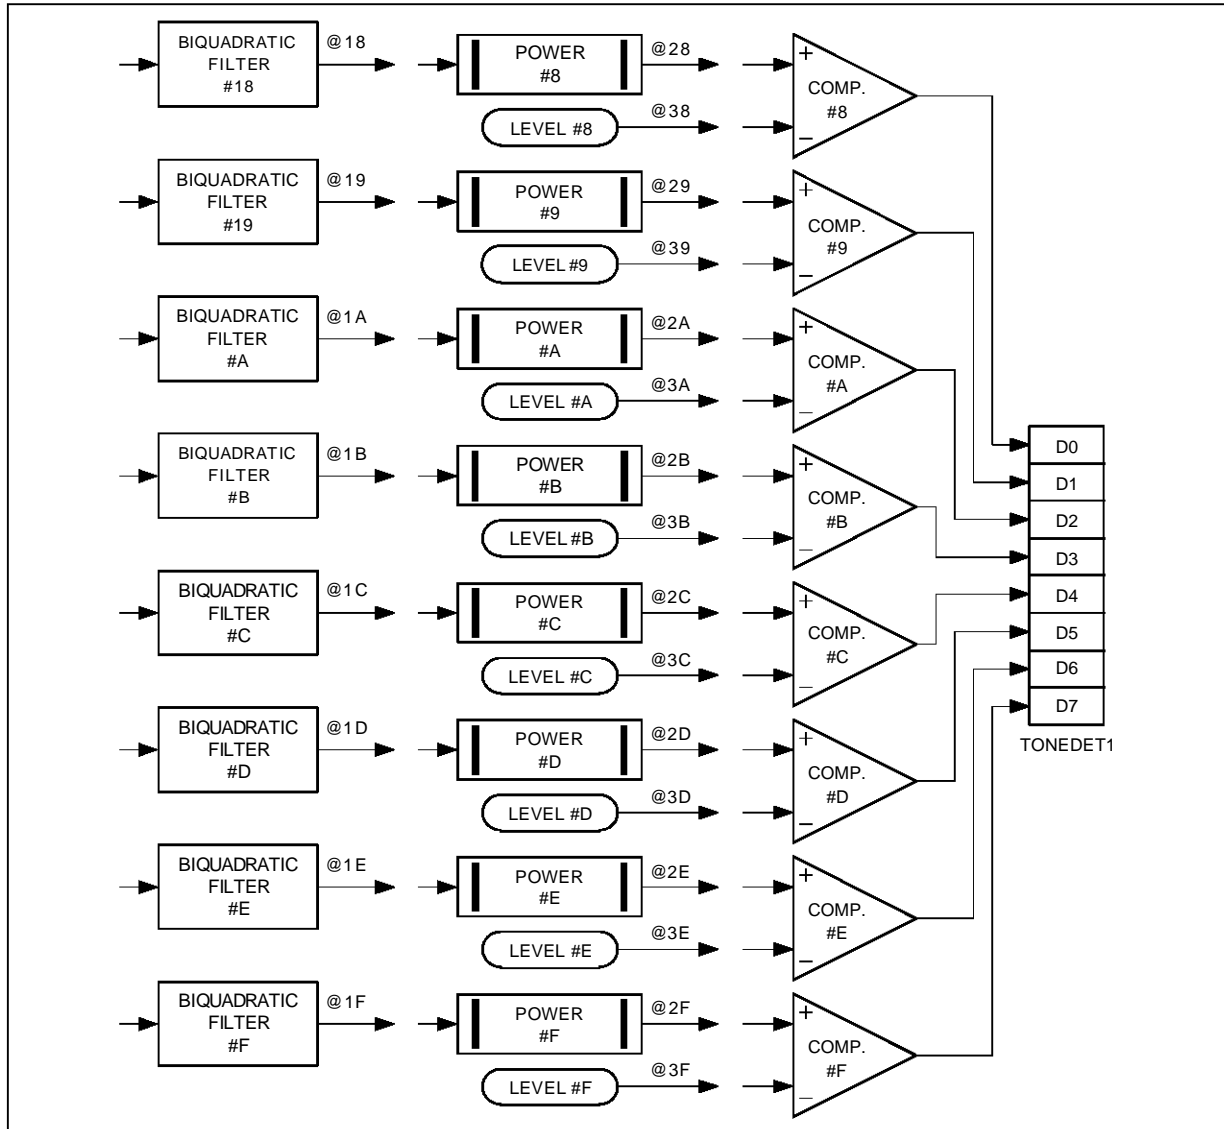 BIQUADRATIC
FILTER
#18
@18
POWER
#8
@28
LEVEL #8
@38
+
−
COMP.
#8
BIQUADRATIC
FILTER
#19
@19
POWER
#9
@29
LEVEL #9
@39
+
−
COMP.
#9
BIQUADRATIC
FILTER
#A
@1A
POWER
#A
@2A
LEVEL #A
@3A
+
−
COMP.
#A
BIQUADRATIC
FILTER
#B
@1B
POWER
#B
@2B
LEVEL #B
@3B
+
−
COMP.
#B
BIQUADRATIC
FILTER
#C
@1C
POWER
#C
@2C
LEVEL #C
@3C
+
−
COMP.
#C
BIQUADRATIC
FILTER
#D
@1D
POWER
#D
@2D
LEVEL #D
@3D
+
−
COMP.
#D
BIQUADRATIC
FILTER
#E
@1E
POWER
#E
@2E
LEVEL #E
@3E
+
−
COMP.
#E
BIQUADRATIC
FILTER
#F
@1F
POWER
#F
@2F
LEVEL #F
@3F
+
−
COMP.
#F
D0
D1
D2
D3
D4
D5
D6
D7
TONEDET1